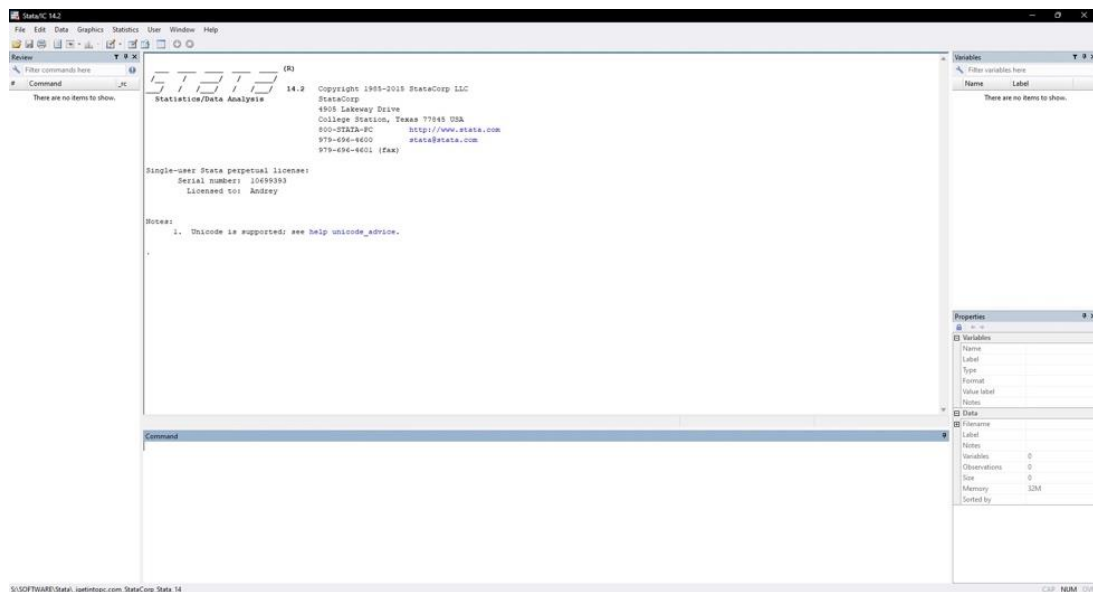 Stata/IC 14.2
File Edit Data Graphics Statistics User Window Help
Review
Filter commands here
# Command _rc
There are no items to show.
(R)
14.2 Copyright 1985-2015 StataCorp LLC
Statistics/Data Analysis StataCorp
4905 Lakeway Drive
College Station, Texas 77845 USA
800-STATA-PC http://www.stata.com
979-696-4600 stata@stata.com
979-696-4601 (fax)
Single-user Stata perpetual license:
Serial number: 10699393
Licensed to: Andrey
Notes:
1. Unicode is supported; see help unicode_advice.
.
Command
Variables
Filter variables here
Name Label
There are no items to show.
Properties
Variables
Name
Label
Type
Format
Value label
Notes
Data
Filename
Label
Notes
Variables 0
Observations 0
Size 0
Memory 32M
Sorted by
S:\SOFTWARE\Stata\_igetintopc.com_StataCorp_Stata_14
CAP NUM OVR